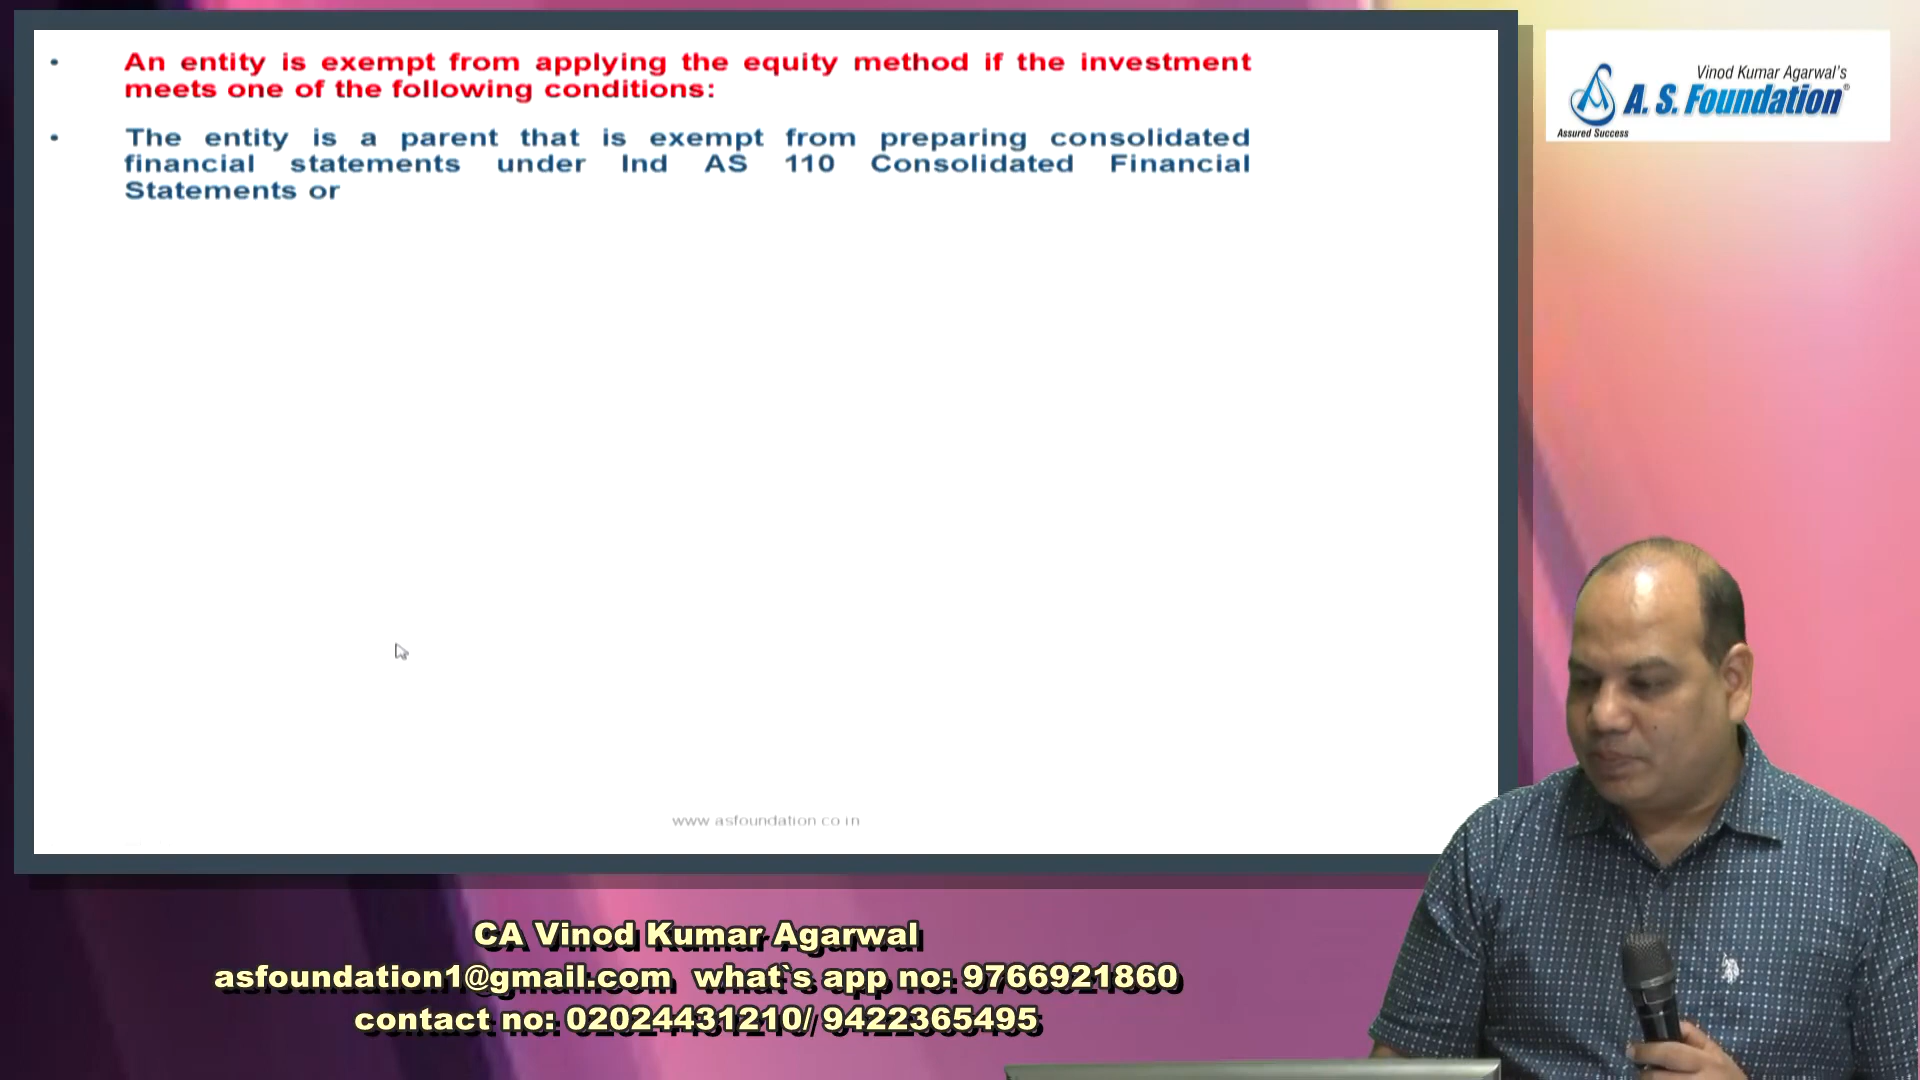 • An entity is exempt from applying the equity method if the investment
meets one of the following conditions:
• The entity is a parent that is exempt from preparing consolidated
financial statements under Ind AS 110 Consolidated Financial
Statements or
www asfoundation co in
Vinod Kumar Agarwal's
A. S. Foundation®
Assured Success
CA Vinod Kumar Agarwal
asfoundation1@gmail.com what`s app no: 9766921860
contact no: 02024431210/ 9422365495